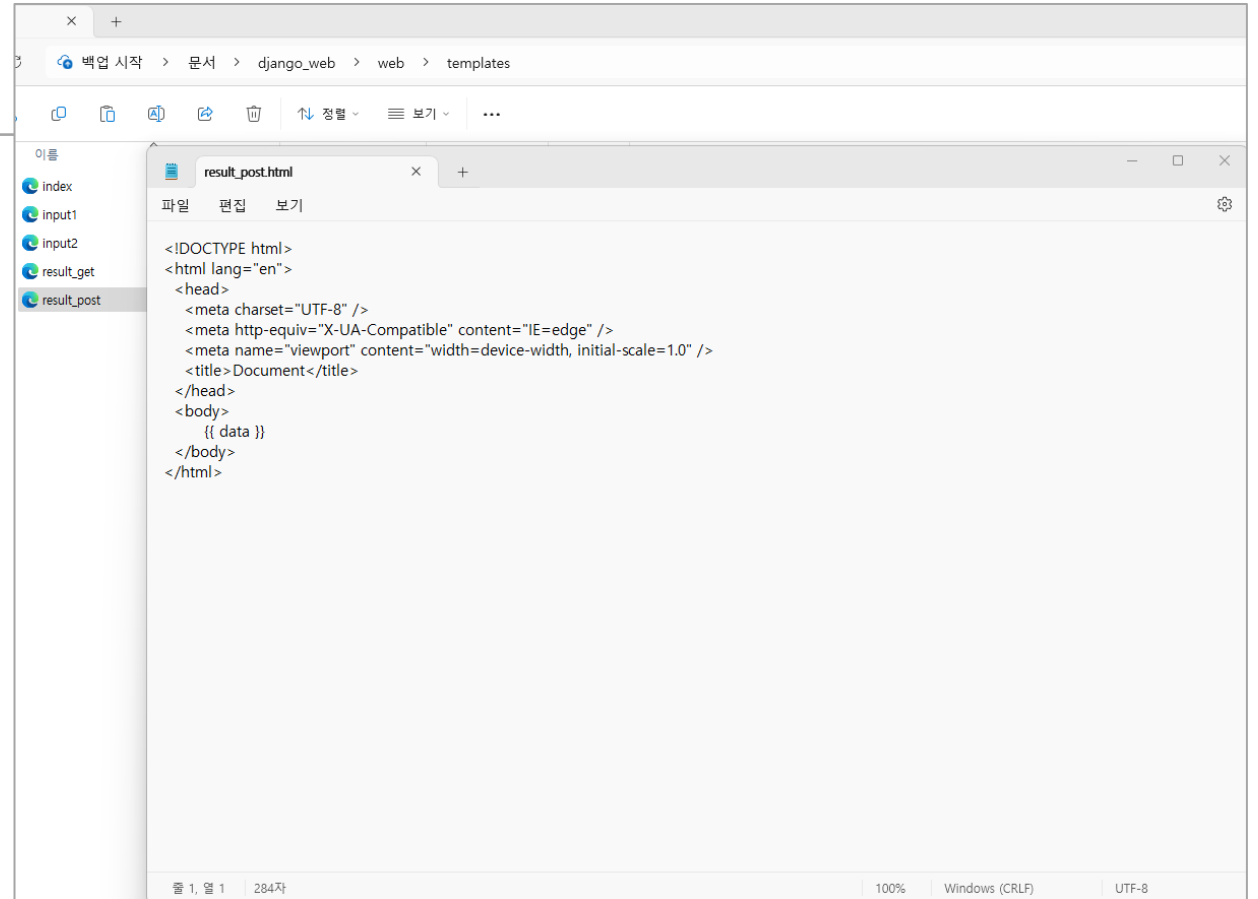 백업 시작 > 문서 > django_web > web > templates
정렬 보기 ...
이름
index
input1
input2
result_get
result_post
result_post.html
파일 편집 보기
<!DOCTYPE html>
<html lang="en">
<head>
<meta charset="UTF-8" />
<meta http-equiv="X-UA-Compatible" content="IE=edge" />
<meta name="viewport" content="width=device-width, initial-scale=1.0" />
<title>Document</title>
</head>
<body>
{{ data }}
</body>
</html>
줄 1, 열 1 284자 100% Windows (CRLF) UTF-8